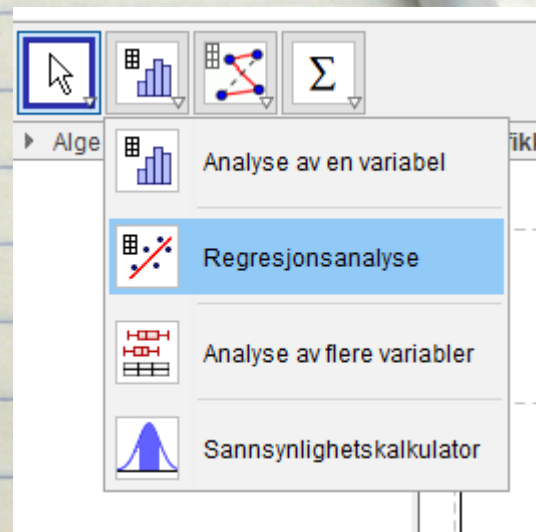 Σ
Alge
Analyse av en variabel
Regresjonsanalyse
Analyse av flere variabler
Sannsynlighetskalkulator